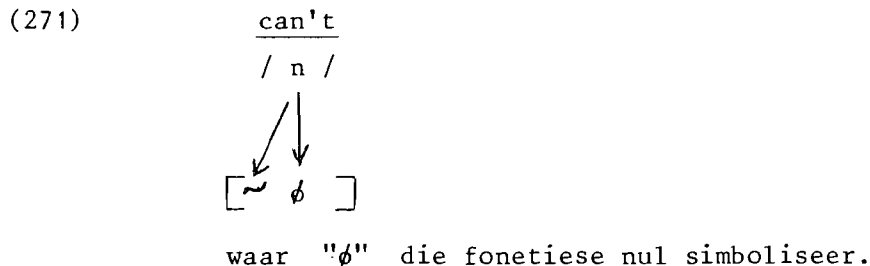 (271) can't
/ n /
[~ ø ]
waar "ø" die fonetiese nul simboliseer.